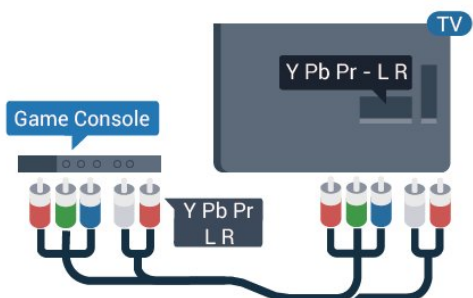 TV
Y Pb Pr - L R
Game Console
Y Pb Pr
L R